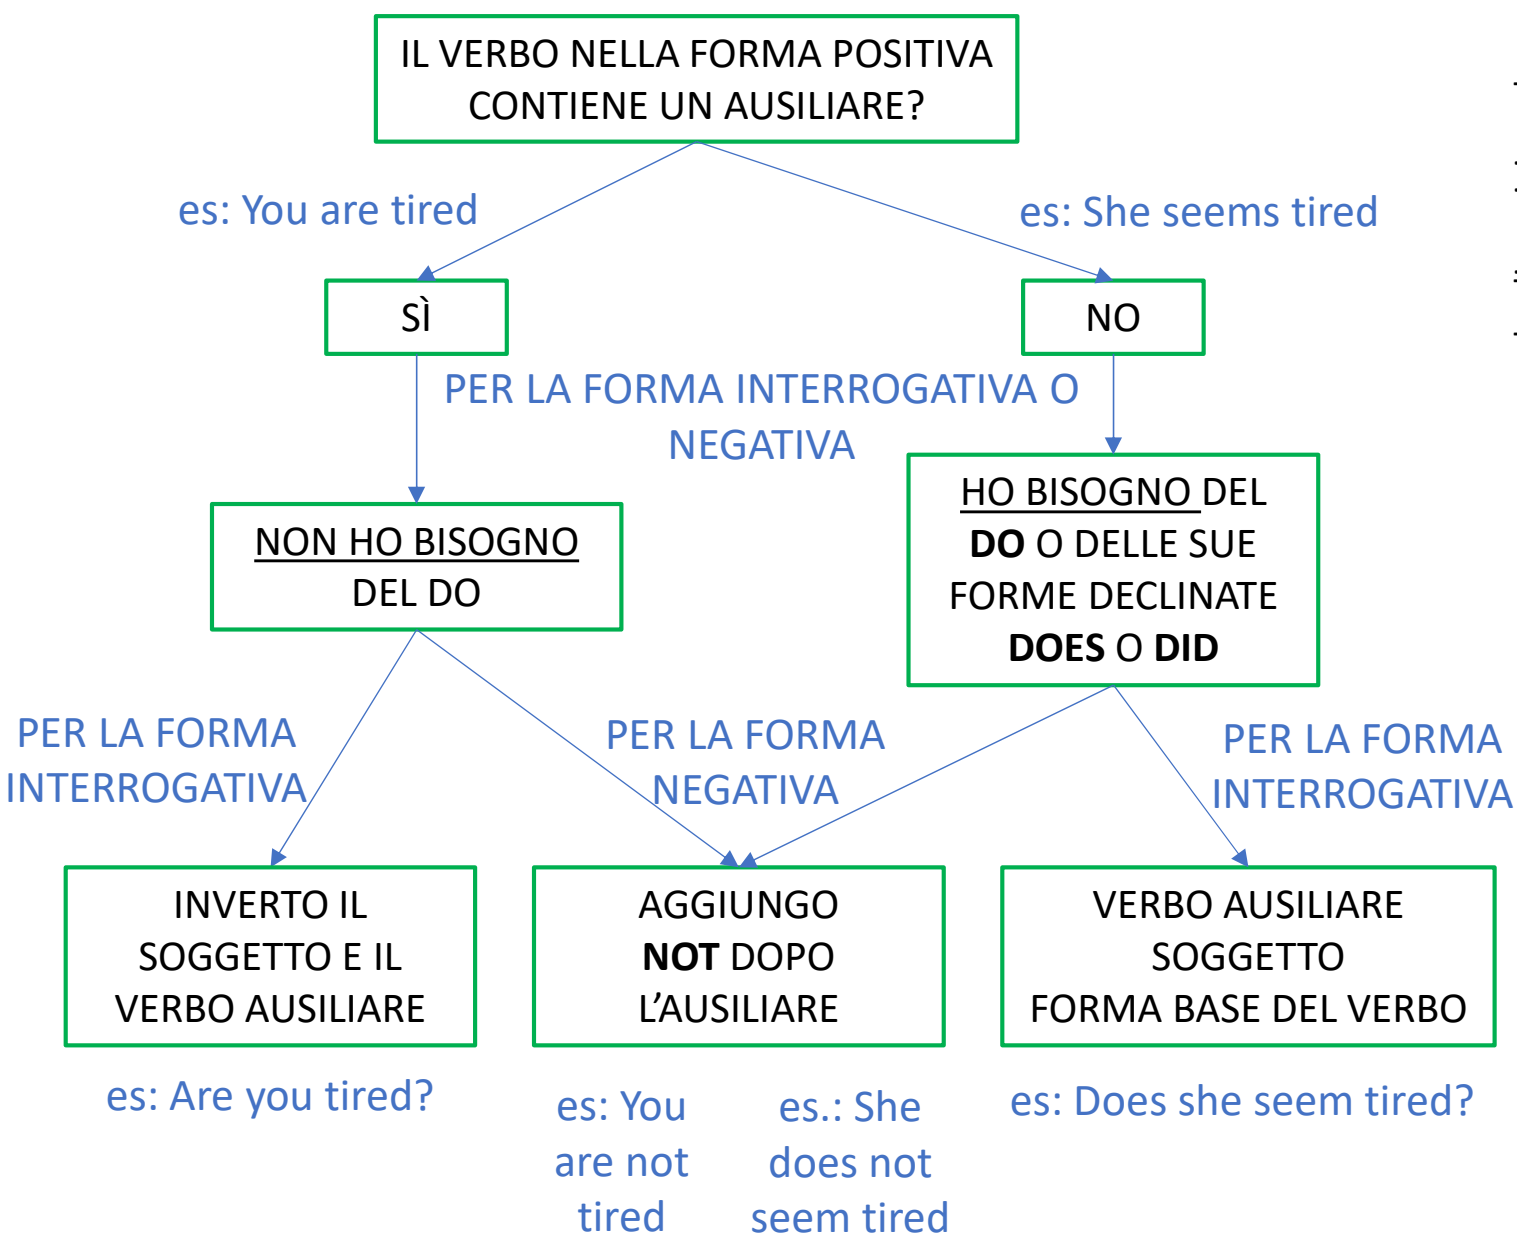 IL VERBO NELLA FORMA POSITIVA
CONTIENE UN AUSILIARE?
es: You are tired
es: She seems tired
SÌ
NO
PER LA FORMA INTERROGATIVA O
NEGATIVA
NON HO BISOGNO
DEL DO
HO BISOGNO DEL
DO O DELLE SUE
FORME DECLINATE
DOES O DID
PER LA FORMA
INTERROGATIVA
PER LA FORMA
NEGATIVA
PER LA FORMA
INTERROGATIVA
INVERTO IL
SOGGETTO E IL
VERBO AUSILIARE
AGGIUNGO
NOT DOPO
L’AUSILIARE
VERBO AUSILIARE
SOGGETTO
FORMA BASE DEL VERBO
es: Are you tired?
es: You
are not
tired
es.: She
does not
seem tired
es: Does she seem tired?